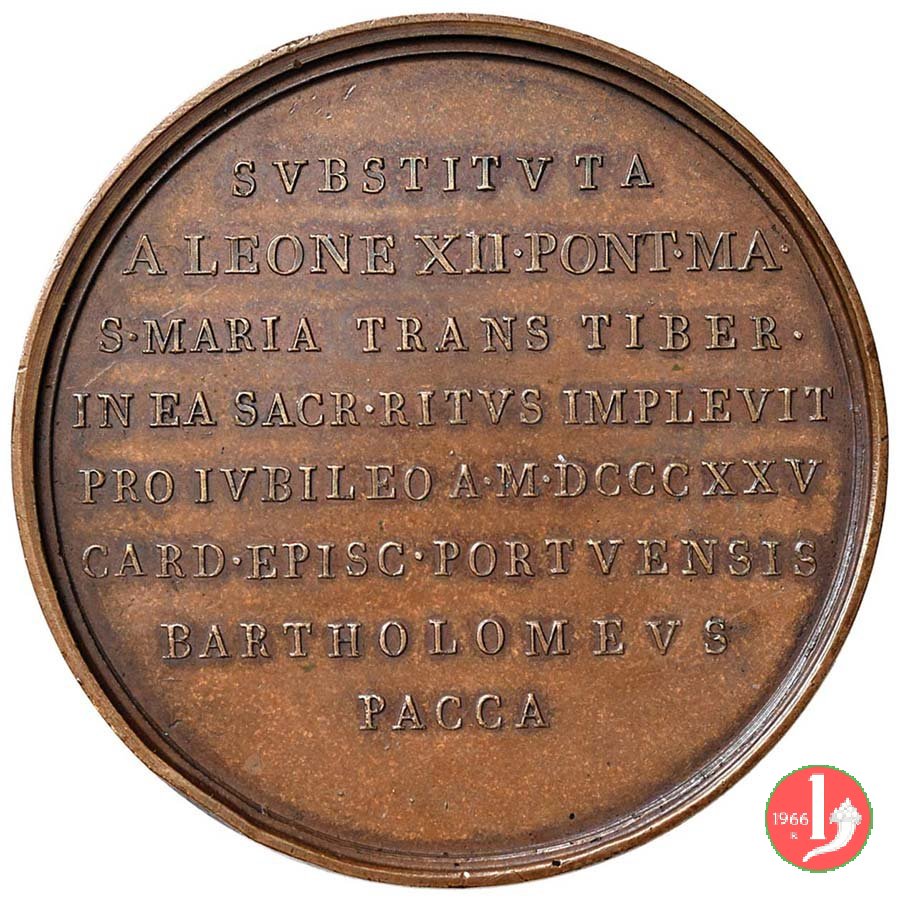 SVBSTITVTA
A LEONE XII·PONT·MA·
S·MARIA TRANS TIBER·
IN EA SACR·RITVS IMPLEVIT
PRO IVBILEO A·M·DCCCXXV
CARD·EPISC·PORTVENSIS
BARTHOLOMEVS
PACCA
1966
R